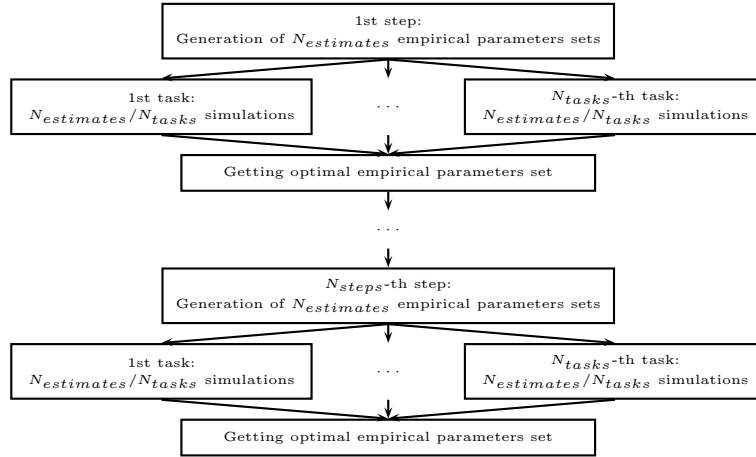 1st step:
Generation of N_estimates empirical parameters sets
1st task:
N_estimates/N_tasks simulations
. . .
N_tasks-th task:
N_estimates/N_tasks simulations
Getting optimal empirical parameters set
. . .
N_steps-th step:
Generation of N_estimates empirical parameters sets
1st task:
N_estimates/N_tasks simulations
. . .
N_tasks-th task:
N_estimates/N_tasks simulations
Getting optimal empirical parameters set